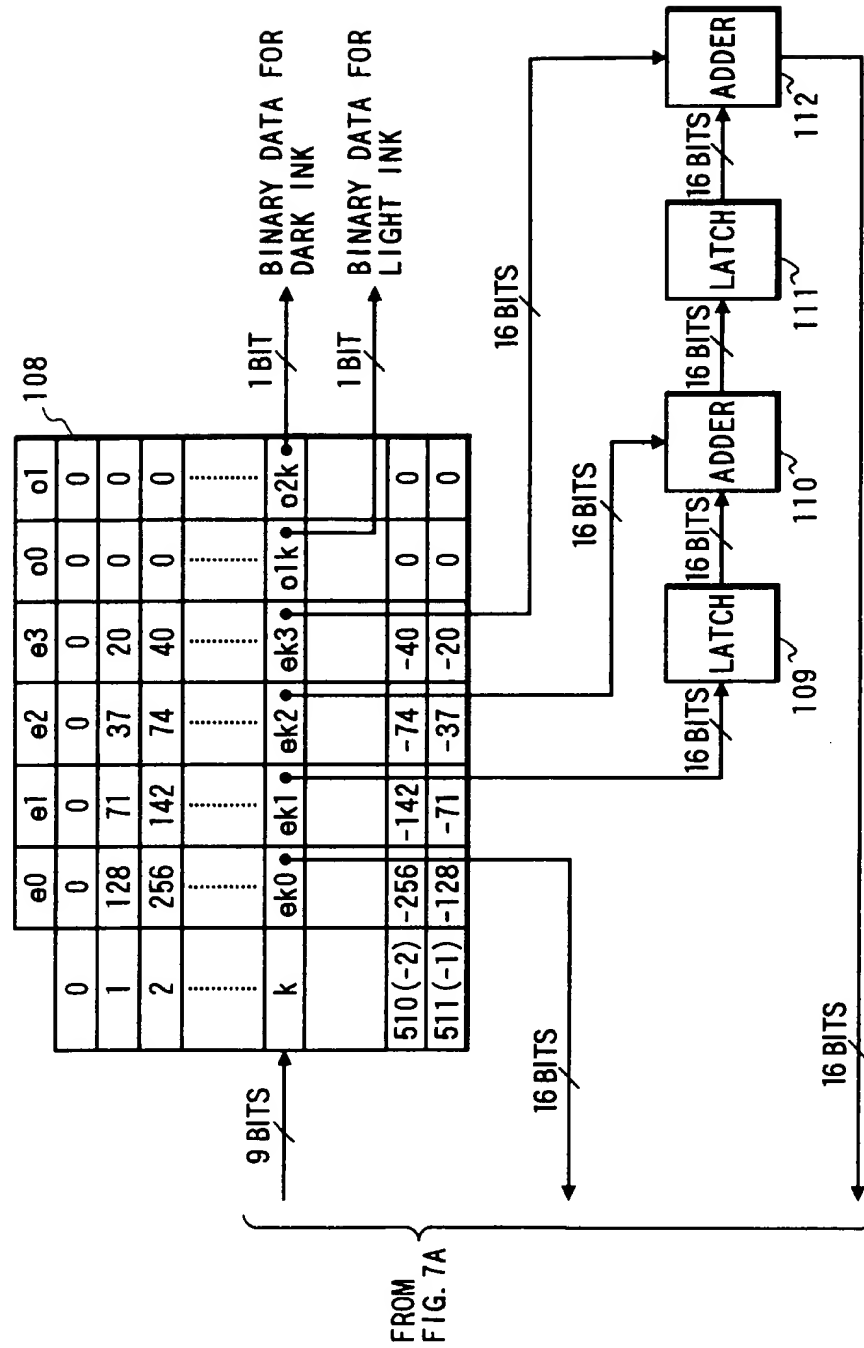 108
e0 e1 e2 e3 o0 o1
0 0 0 0 0 0 0
1 128 71 37 20 0 0
2 256 142 74 40 0 0
k ek0 ek1 ek2 ek3 o1k o2k
510(-2) -256 -142 -74 -40 0 0
511(-1) -128 -71 -37 -20 0 0
9 BITS
1 BIT
BINARY DATA FOR
DARK INK
1 BIT
BINARY DATA FOR
LIGHT INK
16 BITS
16 BITS
16 BITS
16 BITS
LATCH
109
16 BITS
ADDER
110
16 BITS
LATCH
111
16 BITS
ADDER
112
16 BITS
FROM
FIG. 7A